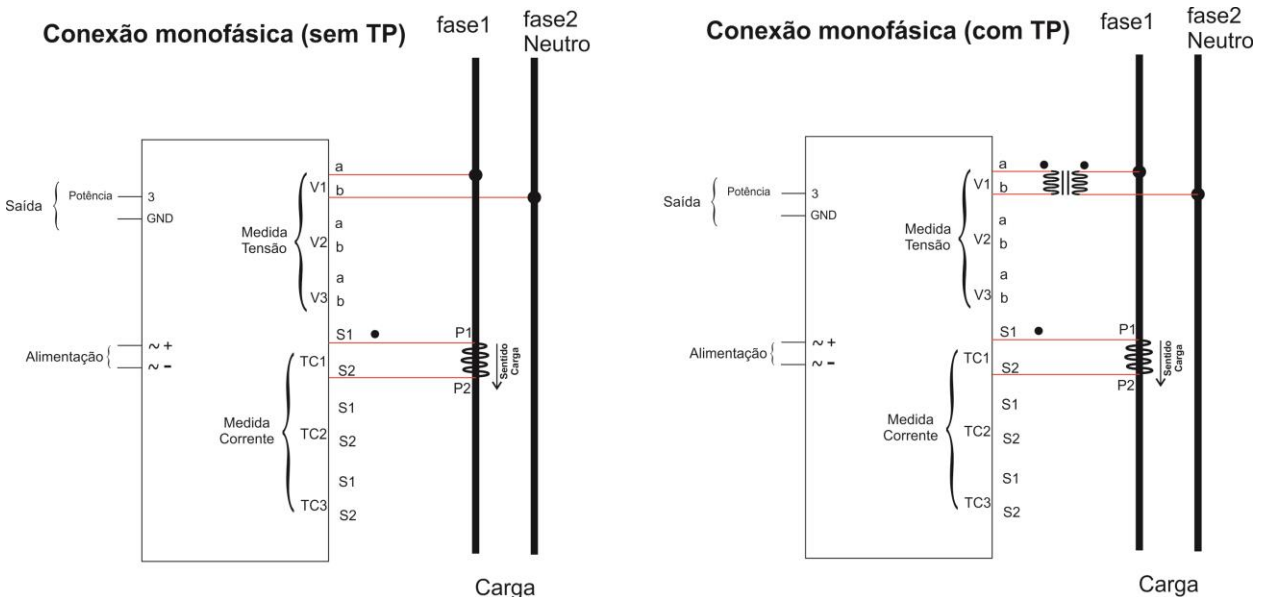 Conexão monofásica (sem TP)
fase1
fase2
Neutro
a
V1
b
Potência
3
Saída
GND
a
Medida
Tensão
V2
b
a
V3
b
S1
P1
~ +
Alimentação
~ -
TC1
S2
Sentido
Carga
P2
S1
Medida
Corrente
TC2
S2
S1
TC3
S2
Carga
Conexão monofásica (com TP)
fase1
fase2
Neutro
a
V1
b
Potência
3
Saída
GND
a
Medida
Tensão
V2
b
a
V3
b
S1
P1
~ +
Alimentação
~ -
TC1
S2
Sentido
Carga
P2
S1
Medida
Corrente
TC2
S2
S1
TC3
S2
Carga